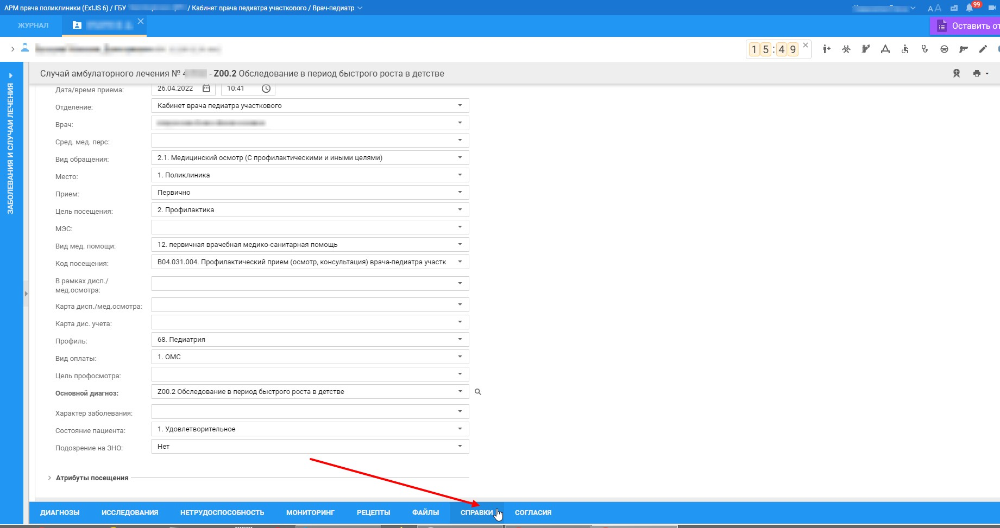 АРМ врача поликлиники (ExtJS 6) / ГБУ / Кабинет врача педиатра участкового / Врач-педиатр
АА
99
ЖУРНАЛ
Оставить от
15:49
Случай амбулаторного лечения № - Z00.2 Обследование в период быстрого роста в детстве
ЗАБОЛЕВАНИЯ И СЛУЧАИ ЛЕЧЕНИЯ
Дата/время приема: 26.04.2022 10:41
Отделение: Кабинет врача педиатра участкового
Врач:
Сред. мед. перс:
Вид обращения: 2.1. Медицинский осмотр (С профилактическими и иными целями)
Место: 1. Поликлиника
Прием: Первично
Цель посещения: 2. Профилактика
МЭС:
Вид мед. помощи: 12. первичная врачебная медико-санитарная помощь
Код посещения: B04.031.004. Профилактический прием (осмотр, консультация) врача-педиатра участк
В рамках дисп./
мед.осмотра:
Карта дисп./мед.осмотра:
Карта дис. учета:
Профиль: 68. Педиатрия
Вид оплаты: 1. ОМС
Цель профосмотра:
Основной диагноз: Z00.2 Обследование в период быстрого роста в детстве
Характер заболевания:
Состояние пациента: 1. Удовлетворительное
Подозрение на ЗНО: Нет
Атрибуты посещения
ДИАГНОЗЫ ИССЛЕДОВАНИЯ НЕТРУДОСПОСОБНОСТЬ МОНИТОРИНГ РЕЦЕПТЫ ФАЙЛЫ СПРАВКИ СОГЛАСИЯ